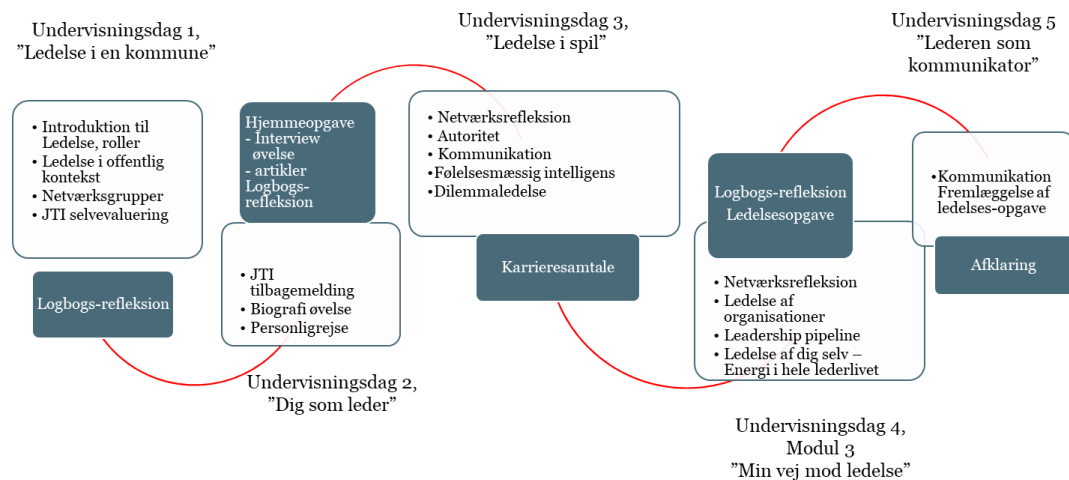 Undervisningsdag 1,
”Ledelse i en kommune”
• Introduktion til
Ledelse, roller
• Ledelse i offentlig
kontekst
• Netværksgrupper
• JTI selvevaluering
Logbogs-refleksion
Hjemmeopgave
- Interview
øvelse
- artikler
Logbogs-
refleksion
• JTI
tilbagemelding
• Biografi øvelse
• Personligrejse
Undervisningsdag 2,
”Dig som leder”
Undervisningsdag 3,
”Ledelse i spil”
• Netværksrefleksion
• Autoritet
• Kommunikation
• Følelsesmæssig intelligens
• Dilemmaledelse
Karrieresamtale
Logbogs-refleksion
Ledelsesopgave
• Netværksrefleksion
• Ledelse af
organisationer
• Leadership pipeline
• Ledelse af dig selv –
Energi i hele lederlivet
Undervisningsdag 4,
Modul 3
”Min vej mod ledelse”
Undervisningsdag 5
”Lederen som
kommunikator”
• Kommunikation
Fremlæggelse af
ledelses-opgave
Afklaring